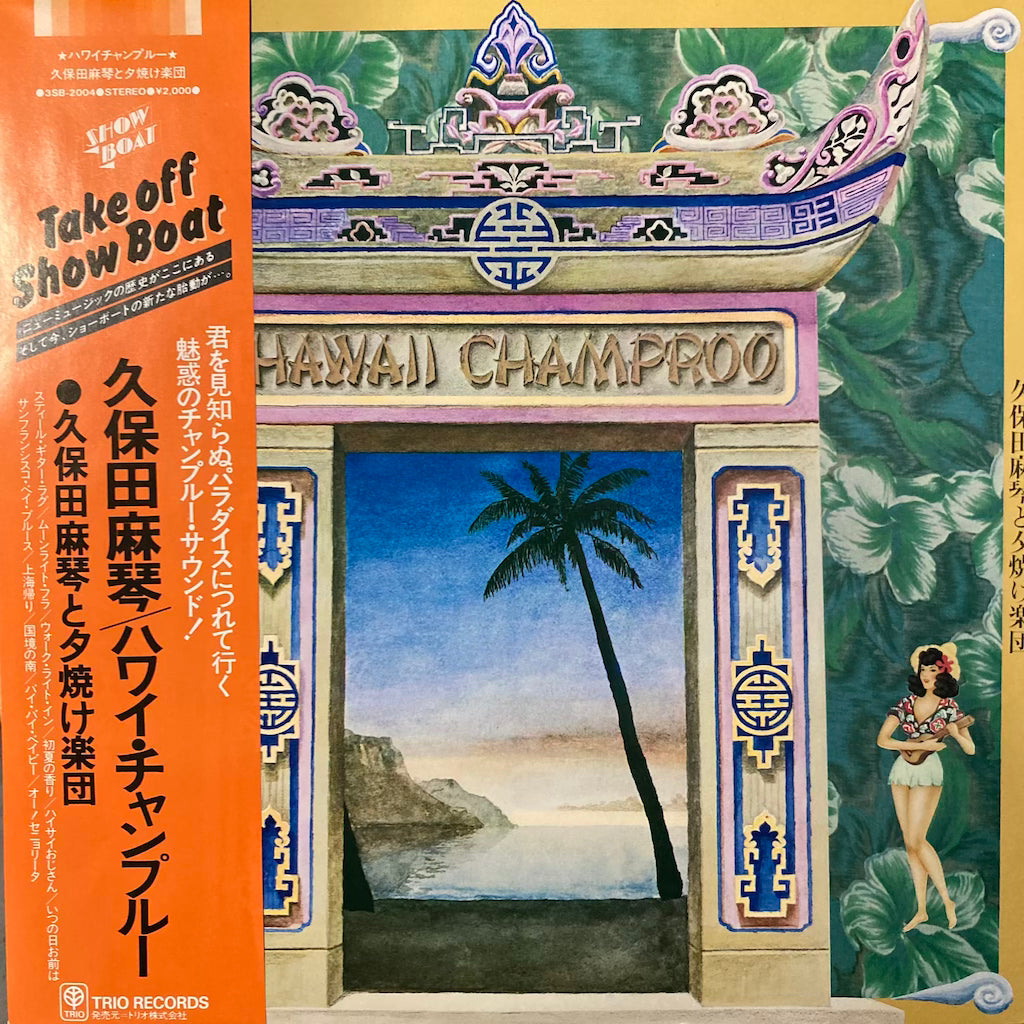 ★ハワイチャンプルー★
久保田麻琴と夕焼け楽団
●3SB-2004●STEREO●¥2,000●
SHOW
BOAT
Take off
Show Boat
ニューミュージックの歴史がここにある
そして今、ショーボートの新たな胎動が…。
君を見知らぬパラダイスにつれて行く
魅惑のチャンプルー・サウンド!
久保田麻琴/ハワイ・チャンプルー
●久保田麻琴と夕焼け楽団
スティール・ギター・ラグ/ムーンライト・フラ/ウォーク・ライト・イン/初夏の香り/ハイサイおじさん/いつの日お前は
サンフランシスコ・ベイ・ブルース/上海帰り/国境の南/バイ・バイ・ベイビー/オー!セニョリータ
TRIO
TRIO RECORDS
発売元=トリオ株式会社
HAWAII CHAMPROO
久保田麻琴と夕焼け楽団